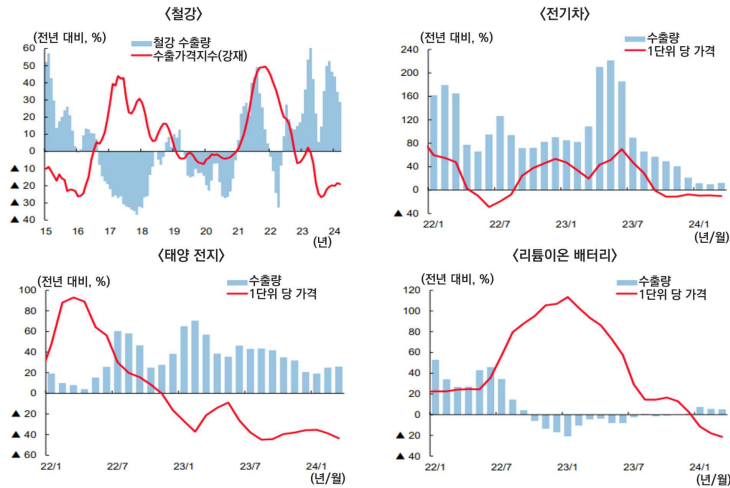 〈철강〉
(전년 대비, %)
철강 수출량
수출가격지수(강재)
60
50
40
30
20
10
0
▲ 10
▲ 20
▲ 30
▲ 40
15 16 17 18 19 20 21 22 23 24
(년)
〈전기차〉
(전년 대비, %)
수출량
1단위 당 가격
240
200
160
120
80
40
0
▲ 40
22/1 22/7 23/1 23/7 24/1
(년/월)
〈태양 전지〉
(전년 대비, %)
수출량
1단위 당 가격
100
80
60
40
20
0
▲ 20
▲ 40
▲ 60
22/1 22/7 23/1 23/7 24/1
(년/월)
〈리튬이온 배터리〉
(전년 대비, %)
수출량
1단위 당 가격
120
100
80
60
40
20
0
▲ 20
▲ 40
22/1 22/7 23/1 23/7 24/1
(년/월)